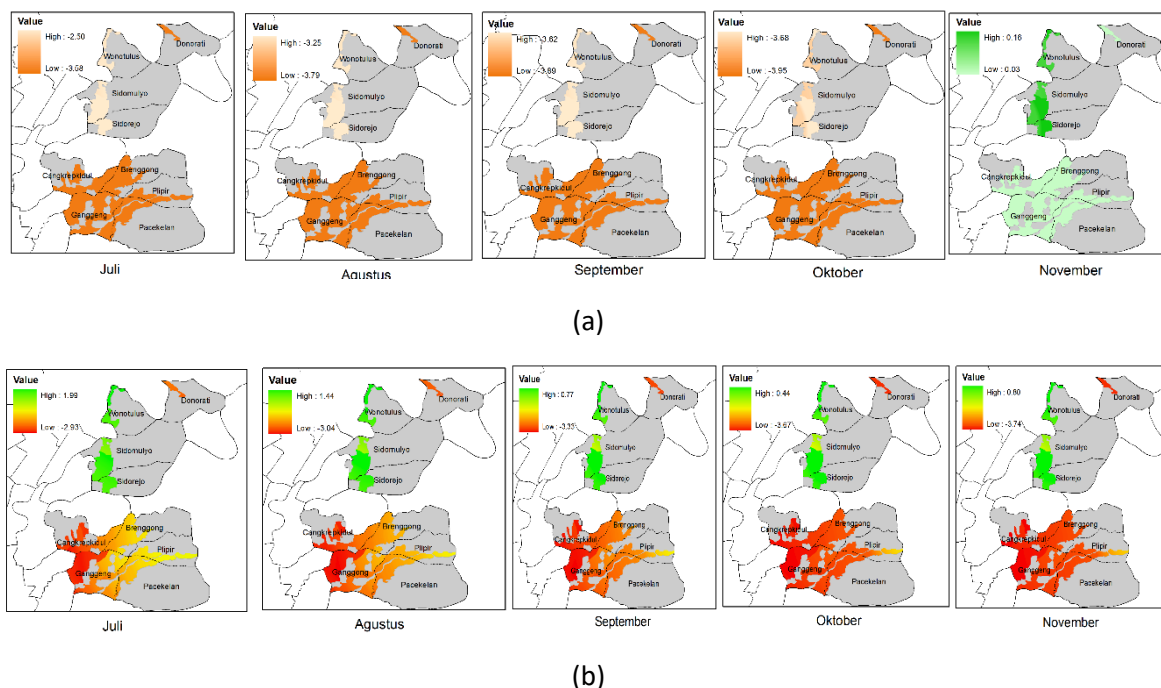 Value
High : -2.50
Low : -3.58
Donorati
Wonotulus
Sidomulyo
Sidorejo
Cangkrepkidul
Brenggong
Plipir
Ganggeng
Pacekelan
Juli
Value
High : -3.25
Low : -3.79
Donorati
Wonotulus
Sidomulyo
Sidorejo
Cangkrepkidul
Brenggong
Plipir
Ganggeng
Pacekelan
Agustus
Value
High : -3.62
Low : -3.89
Donorati
Wonotulus
Sidomulyo
Sidorejo
Cangkrepkidul
Brenggong
Plipir
Ganggeng
Pacekelan
September
Value
High : -3.68
Low : -3.95
Donorati
Wonotulus
Sidomulyo
Sidorejo
Cangkrepkidul
Brenggong
Plipir
Ganggeng
Pacekelan
Oktober
Value
High : 0.16
Low : 0.03
Donorati
Wonotulus
Sidomulyo
Sidorejo
Cangkrepkidul
Brenggong
Plipir
Ganggeng
Pacekelan
November
(a)
Value
High : 1.99
Low : -2.93
Donorati
Wonotulus
Sidomulyo
Sidorejo
Cangkrepkidul
Brenggong
Plipir
Ganggeng
Pacekelan
Juli
Value
High : 1.44
Low : -3.04
Donorati
Wonotulus
Sidomulyo
Sidorejo
Cangkrepkidul
Brenggong
Plipir
Ganggeng
Pacekelan
Agustus
Value
High : 0.77
Low : -3.33
Donorati
Wonotulus
Sidomulyo
Sidorejo
Cangkrepkidul
Brenggong
Plipir
Ganggeng
Pacekelan
September
Value
High : 0.44
Low : -3.67
Donorati
Wonotulus
Sidomulyo
Sidorejo
Cangkrepkidul
Brenggong
Plipir
Ganggeng
Pacekelan
Oktober
Value
High : 0.60
Low : -3.74
Donorati
Wonotulus
Sidomulyo
Sidorejo
Cangkrepkidul
Brenggong
Plipir
Ganggeng
Pacekelan
November
(b)